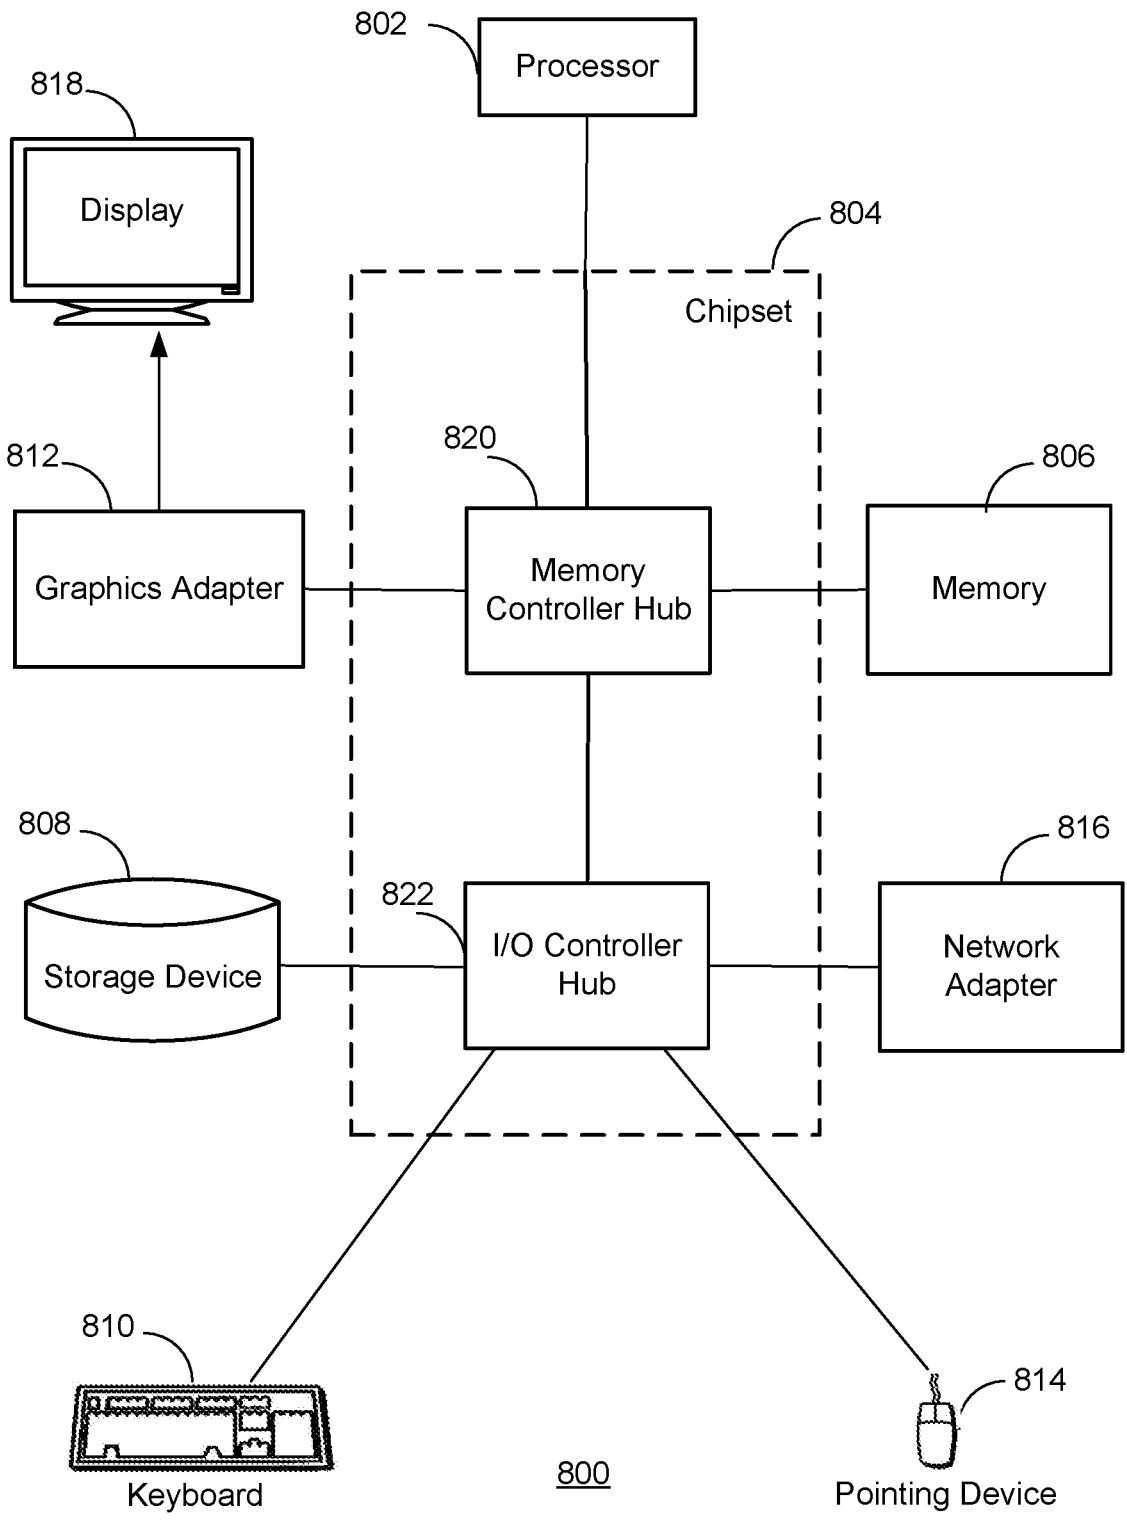 802
Processor
818
Display
804
Chipset
820
812
806
Graphics Adapter
Memory
Controller Hub
Memory
808
816
822
Storage Device
I/O Controller
Hub
Network
Adapter
810
814
Keyboard
800
Pointing Device